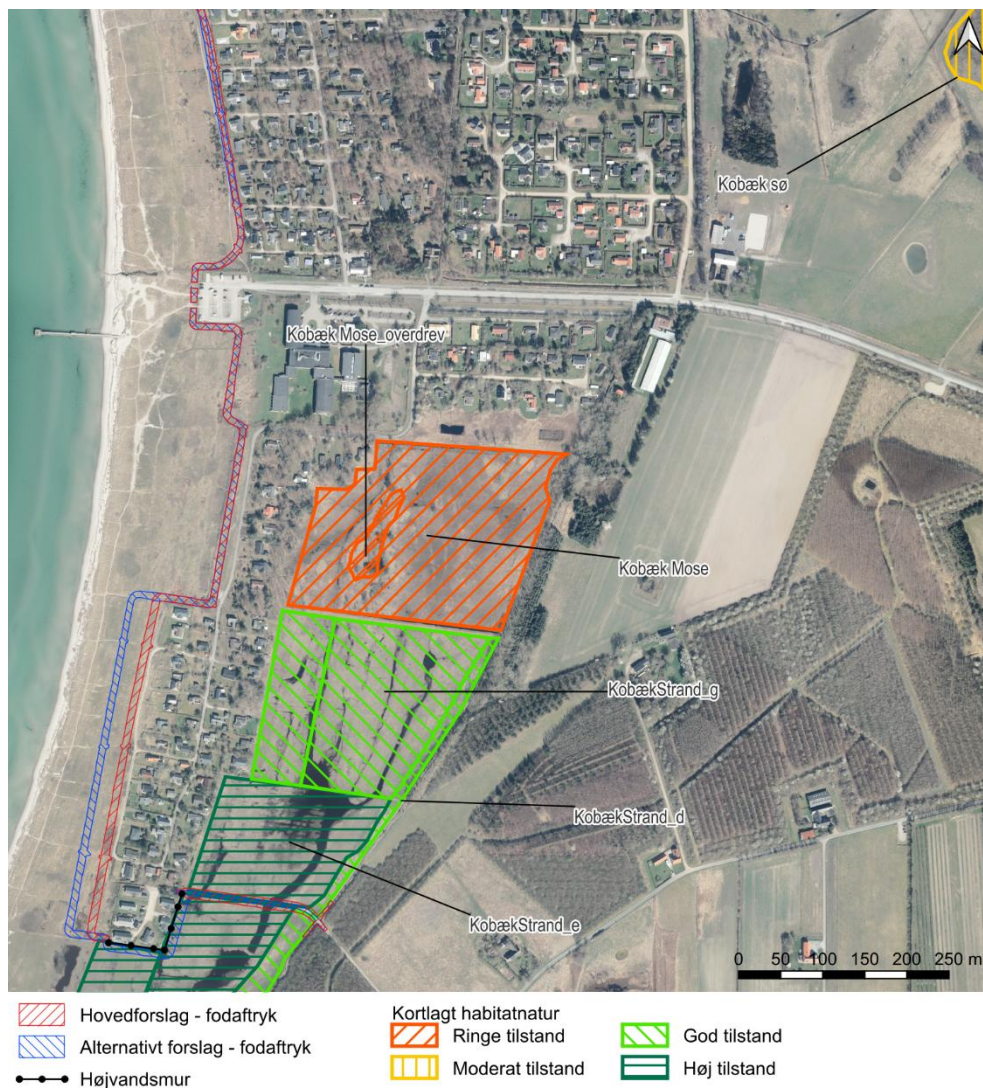 Kobæk sø
Kobæk Mose_overdrev
Kobæk Mose
KobækStrand_g
KobækStrand_d
KobækStrand_e
0 50 100 150 200 250 m
Hovedforslag - fodaftryk
Alternativt forslag - fodaftryk
Højvandsmur
Kortlagt habitatnatur
Ringe tilstand
Moderat tilstand
God tilstand
Høj tilstand